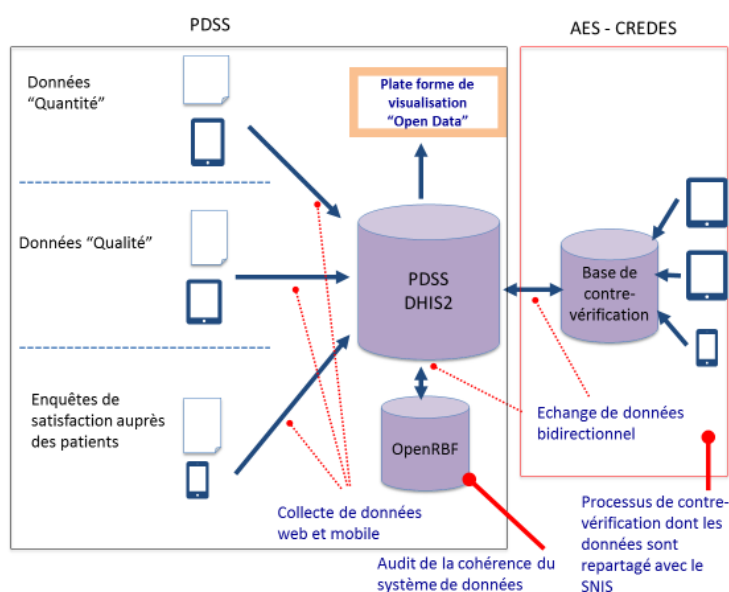 PDSS
AES - CREDES
Données
“Quantité”
Plate forme de
visualisation
“Open Data”
Données “Qualité”
PDSS
DHIS2
Base de
contre-
vérification
Enquêtes de
satisfaction auprès
des patients
OpenRBF
Echange de données
bidirectionnel
Collecte de données
web et mobile
Audit de la cohérence du
système de données
Processus de contre-
vérification dont les
données sont
repartagé avec le
SNIS